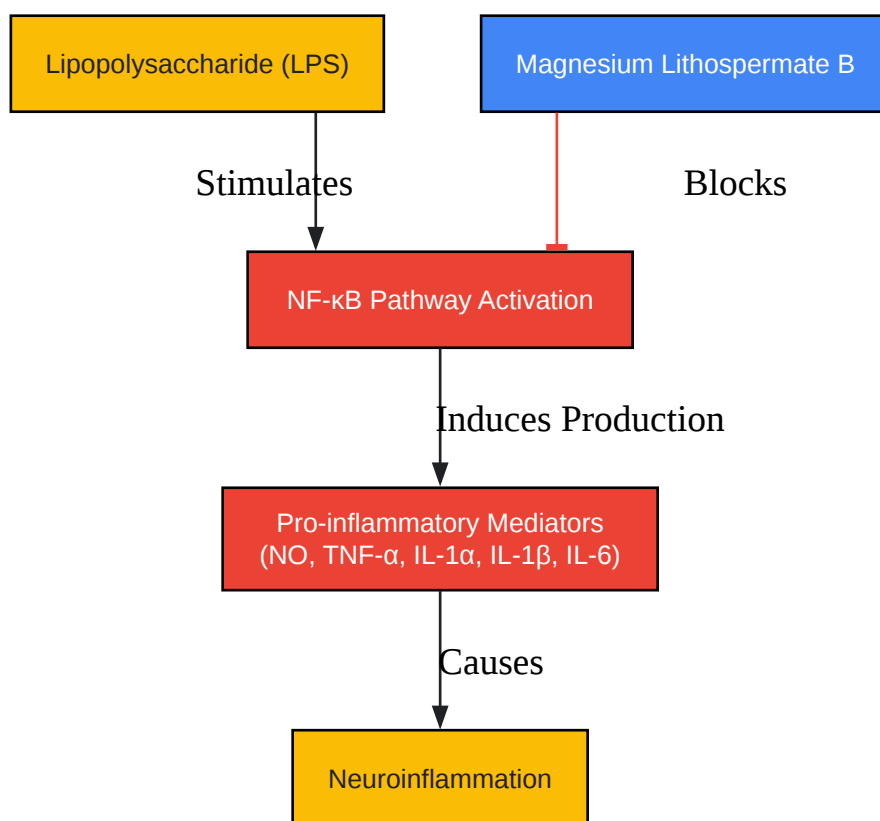 Lipopolysaccharide (LPS)
Magnesium Lithospermate B
Stimulates
Blocks
NF-κB Pathway Activation
Induces Production
Pro-inflammatory Mediators
(NO, TNF-α, IL-1α, IL-1β, IL-6)
Causes
Neuroinflammation